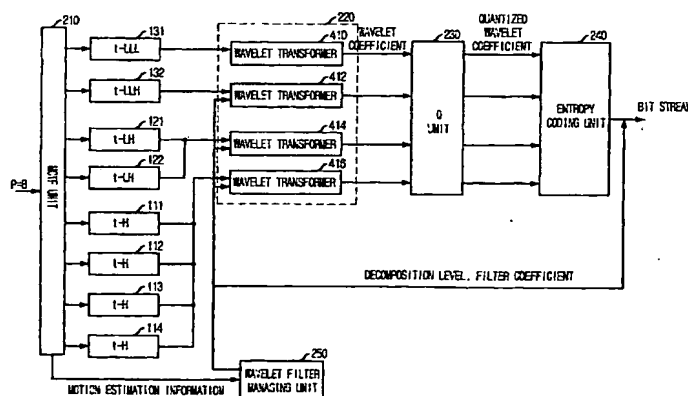 210
131
t-LLL
132
t-LLH
121
t-LH
122
t-LH
111
t-H
112
t-H
113
t-H
114
t-H
MCTF UNIT
220
410
WAVELET TRANSFORMER
412
WAVELET TRANSFORMER
414
WAVELET TRANSFORMER
416
WAVELET TRANSFORMER
WAVELET
COEFFICIENT
230
Q
UNIT
QUANTIZED
WAVELET
COEFFICIENT
240
ENTROPY
CODING UNIT
BIT STREAM
DECOMPOSITION LEVEL, FILTER COEFFICIENT
250
WAVELET FILTER
MANAGING UNIT
MOTION ESTIMATION INFORMATION